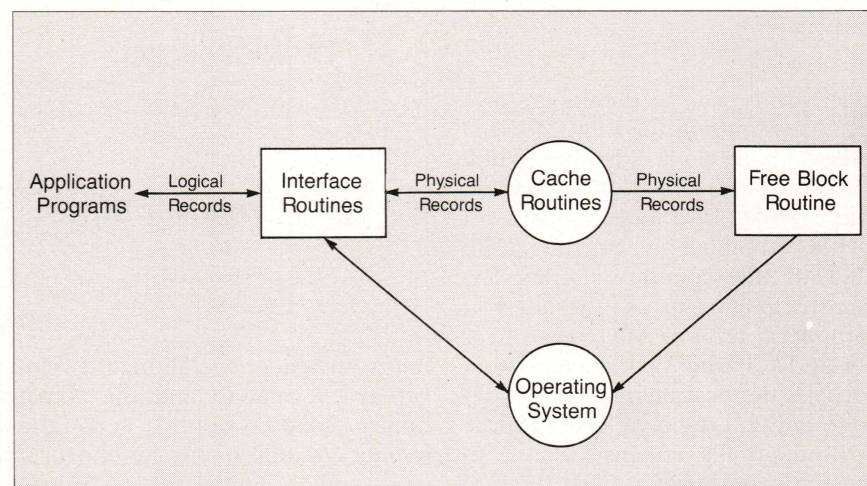 Application
Programs
Logical
Records
Interface
Routines
Physical
Records
Cache
Routines
Physical
Records
Free Block
Routine
Operating
System